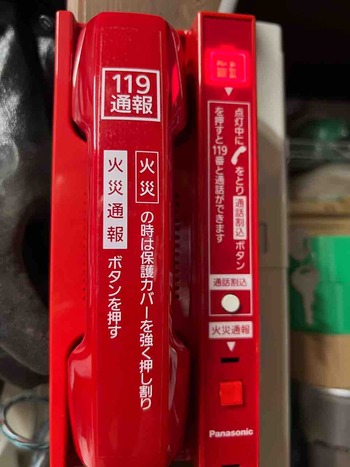 119
通報
火災 の時は保護カバーを強く押し割り
火災通報 ボタンを押す
点灯中に をとり 通話割込 ボタン
を押すと119番と通話ができます
通話割込
火災通報
Panasonic